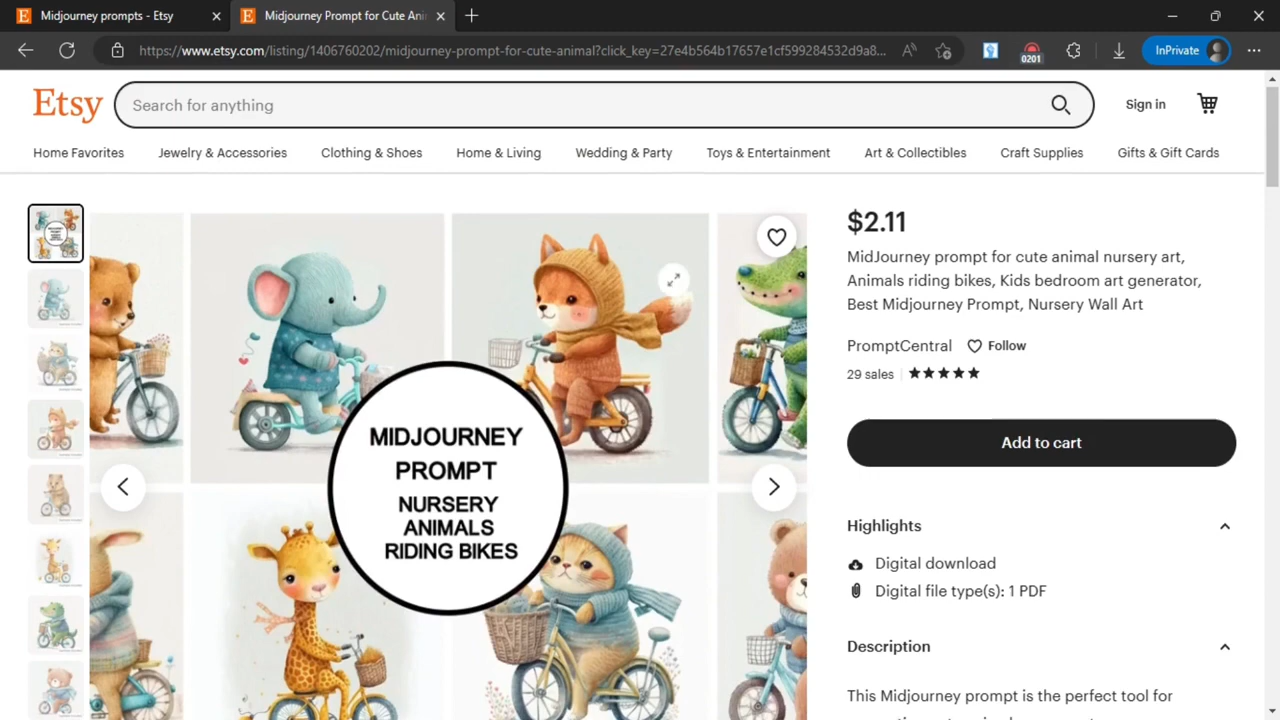 Midjourney prompts - Etsy
Midjourney Prompt for Cute Ani
https://www.etsy.com/listing/1406760202/midjourney-prompt-for-cute-animal?click_key=27e4b564b17657e1cf599284532d9a8...
0201
InPrivate
Etsy
Search for anything
Sign in
Home Favorites
Jewelry & Accessories
Clothing & Shoes
Home & Living
Wedding & Party
Toys & Entertainment
Art & Collectibles
Craft Supplies
Gifts & Gift Cards
$2.11
MidJourney prompt for cute animal nursery art,
Animals riding bikes, Kids bedroom art generator,
Best Midjourney Prompt, Nursery Wall Art
PromptCentral
Follow
29 sales
Add to cart
MIDJOURNEY
PROMPT
NURSERY
ANIMALS
RIDING BIKES
Highlights
Digital download
Digital file type(s): 1 PDF
Description
This Midjourney prompt is the perfect tool for